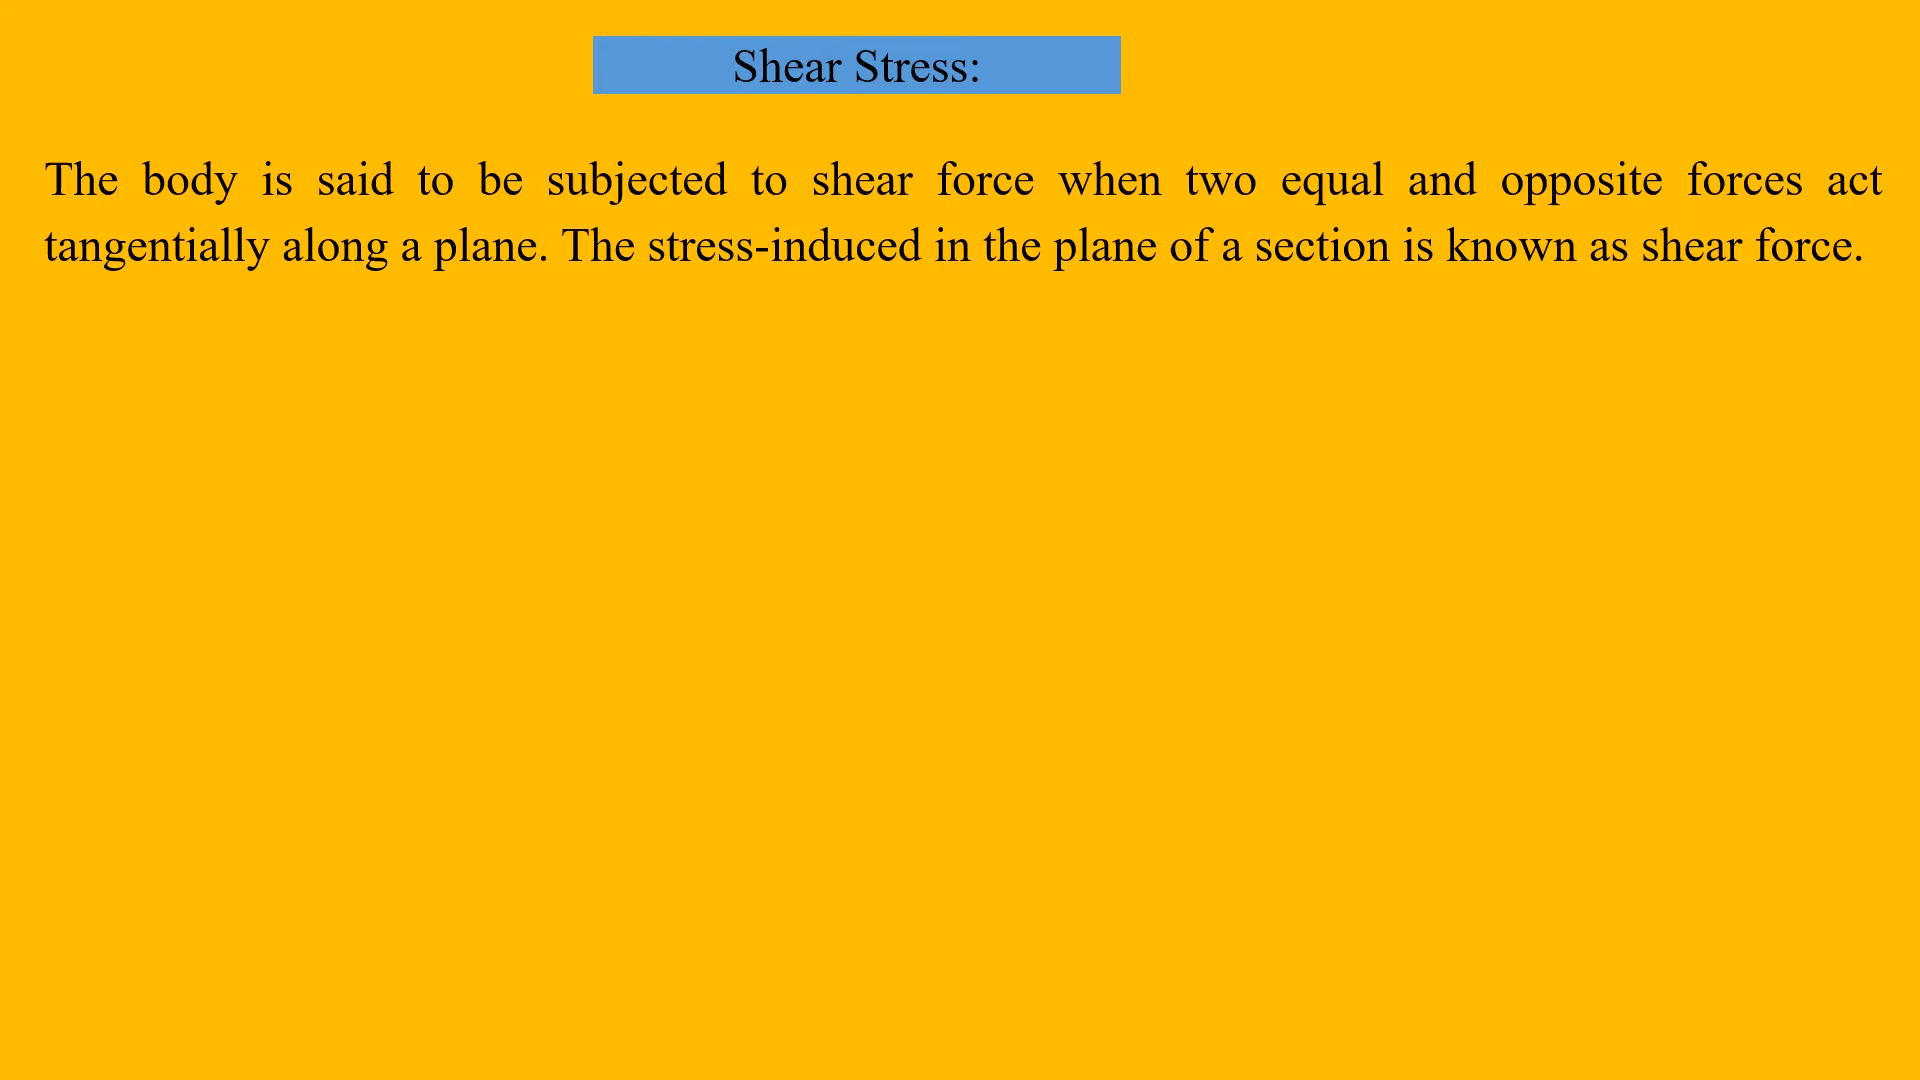 Shear Stress:
The body is said to be subjected to shear force when two equal and opposite forces act
tangentially along a plane. The stress-induced in the plane of a section is known as shear force.